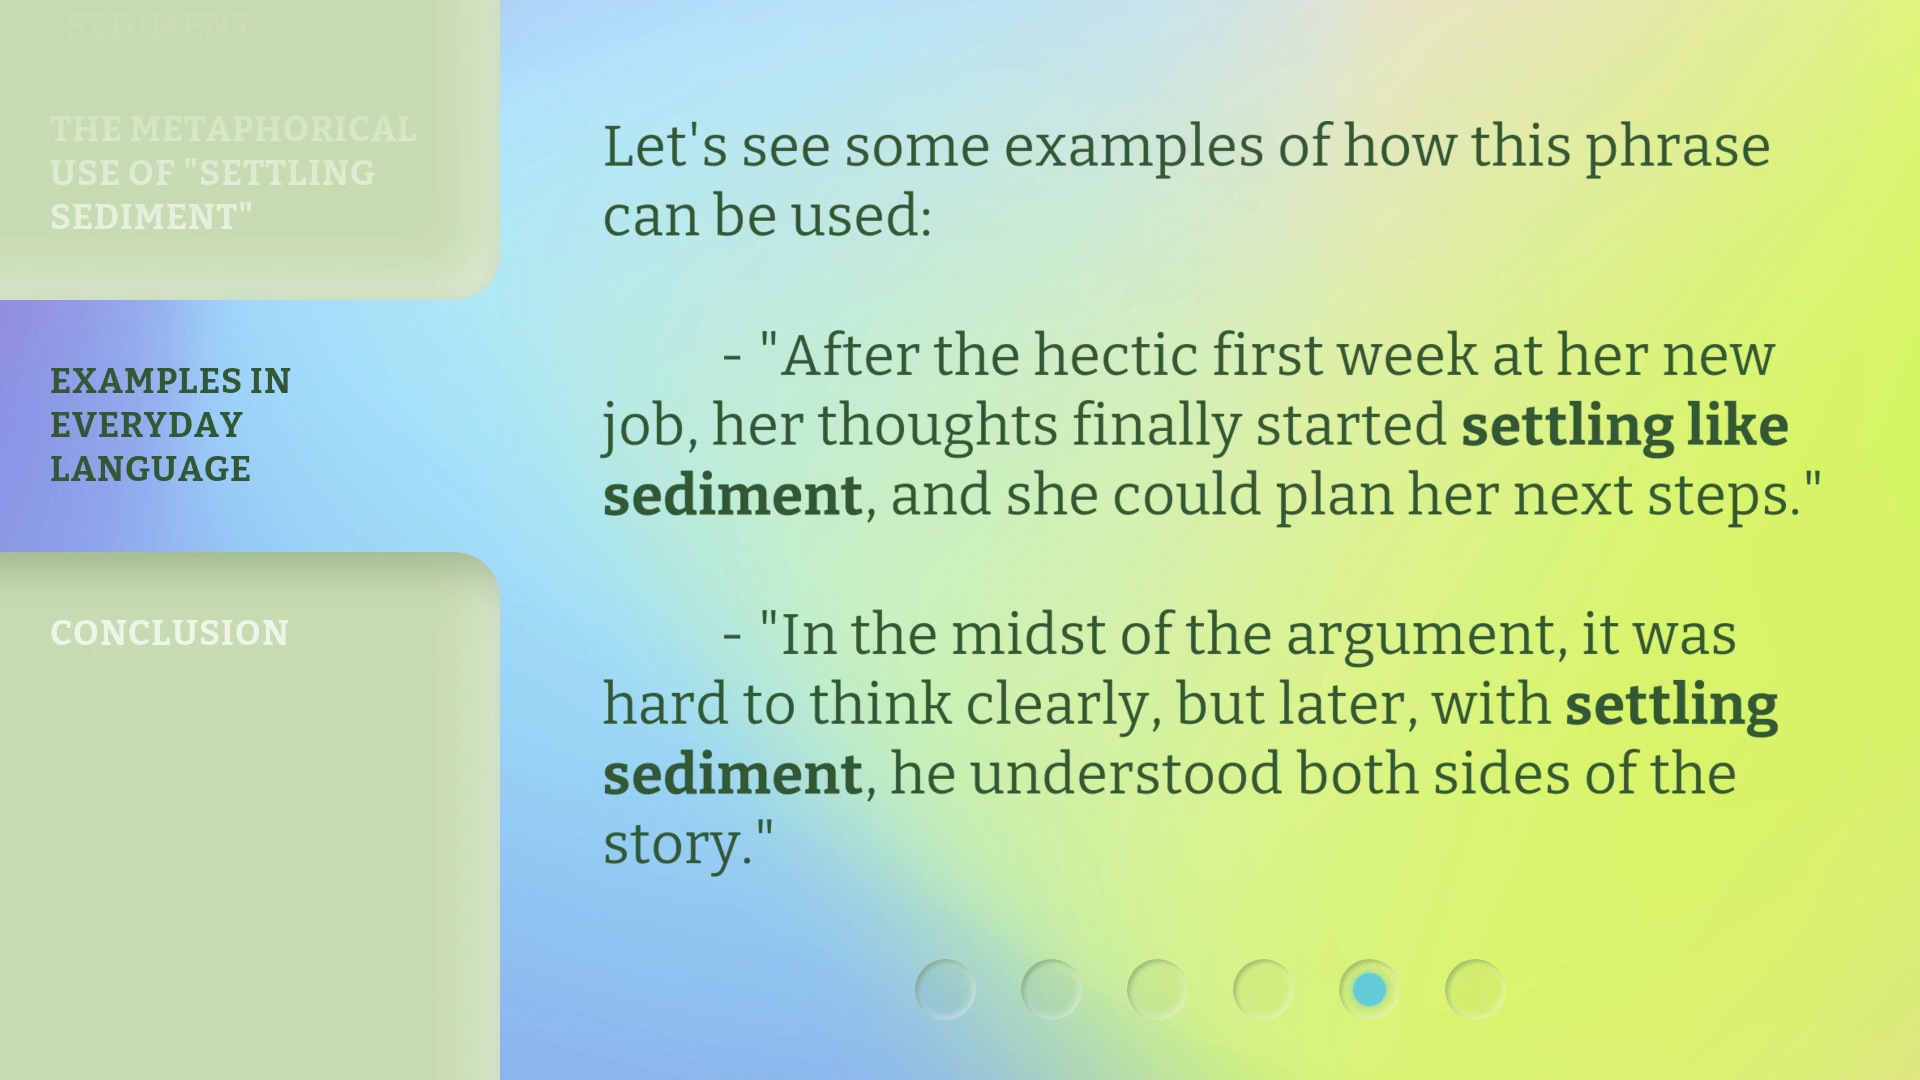 "SEDIMENT"
THE METAPHORICAL
USE OF "SETTLING
SEDIMENT"
EXAMPLES IN
EVERYDAY
LANGUAGE
CONCLUSION
Let's see some examples of how this phrase
can be used:
- "After the hectic first week at her new
job, her thoughts finally started settling like
sediment, and she could plan her next steps."
- "In the midst of the argument, it was
hard to think clearly, but later, with settling
sediment, he understood both sides of the
story."